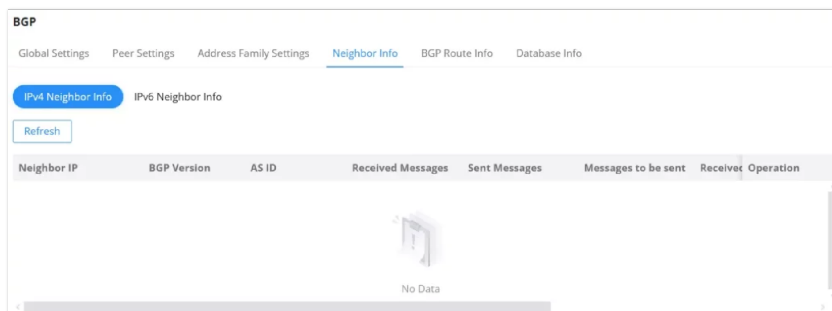 BGP
Global Settings Peer Settings Address Family Settings Neighbor Info BGP Route Info Database Info
IPv4 Neighbor Info IPv6 Neighbor Info
Refresh
Neighbor IP BGP Version AS ID Received Messages Sent Messages Messages to be sent Received Operation
No Data